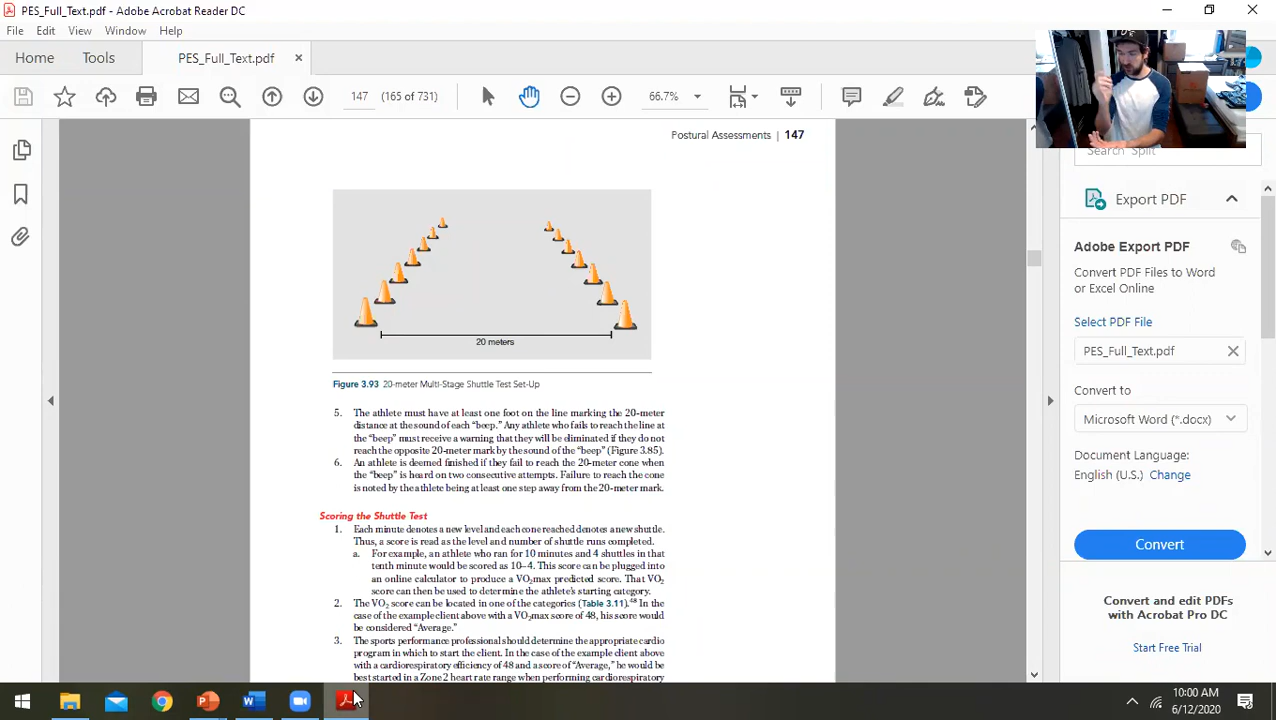 PES_Full_Text.pdf - Adobe Acrobat Reader DC
File Edit View Window Help
Home Tools PES_Full_Text.pdf
147 (165 of 731) 66.7%
Postural Assessments | 147
20 meters
Figure 3.93 20-meter Multi-Stage Shuttle Test Set-Up
5. The athlete must have at least one foot on the line marking the 20-meter
distance at the sound of each “beep.” Any athlete who fails to reach the line at
the “beep” must receive a warning that they will be eliminated if they do not
reach the opposite 20-meter mark by the sound of the “beep” (Figure 3.85).
6. An athlete is deemed finished if they fail to reach the 20-meter cone when
the “beep” is heard on two consecutive attempts. Failure to reach the cone
is noted by the athlete being at least one step away from the 20-meter mark.
Scoring the Shuttle Test
1. Each minute denotes a new level and each cone reached denotes a new shuttle.
Thus, a score is read as the level and number of shuttle runs completed.
a. For example, an athlete who ran for 10 minutes and 4 shuttles in that
tenth minute would be scored as 10–4. This score can be plugged into
an online calculator to produce a VO2max predicted score. That VO2
score can then be used to determine the athlete’s starting category.
2. The VO2 score can be located in one of the categories (Table 3.11).48 In the
case of the example client above with a VO2max score of 48, his score would
be considered “Average.”
3. The sports performance professional should determine the appropriate cardio
program in which to start the client. In the case of the example client above
with a cardiorespiratory efficiency of 48 and a score of “Average,” he would be
best started in a Zone 2 heart rate range when performing cardiorespiratory
Search 'Split'
Export PDF
Adobe Export PDF
Convert PDF Files to Word
or Excel Online
Select PDF File
PES_Full_Text.pdf
Convert to
Microsoft Word (*.docx)
Document Language:
English (U.S.) Change
Convert
Convert and edit PDFs
with Acrobat Pro DC
Start Free Trial
10:00 AM
6/12/2020